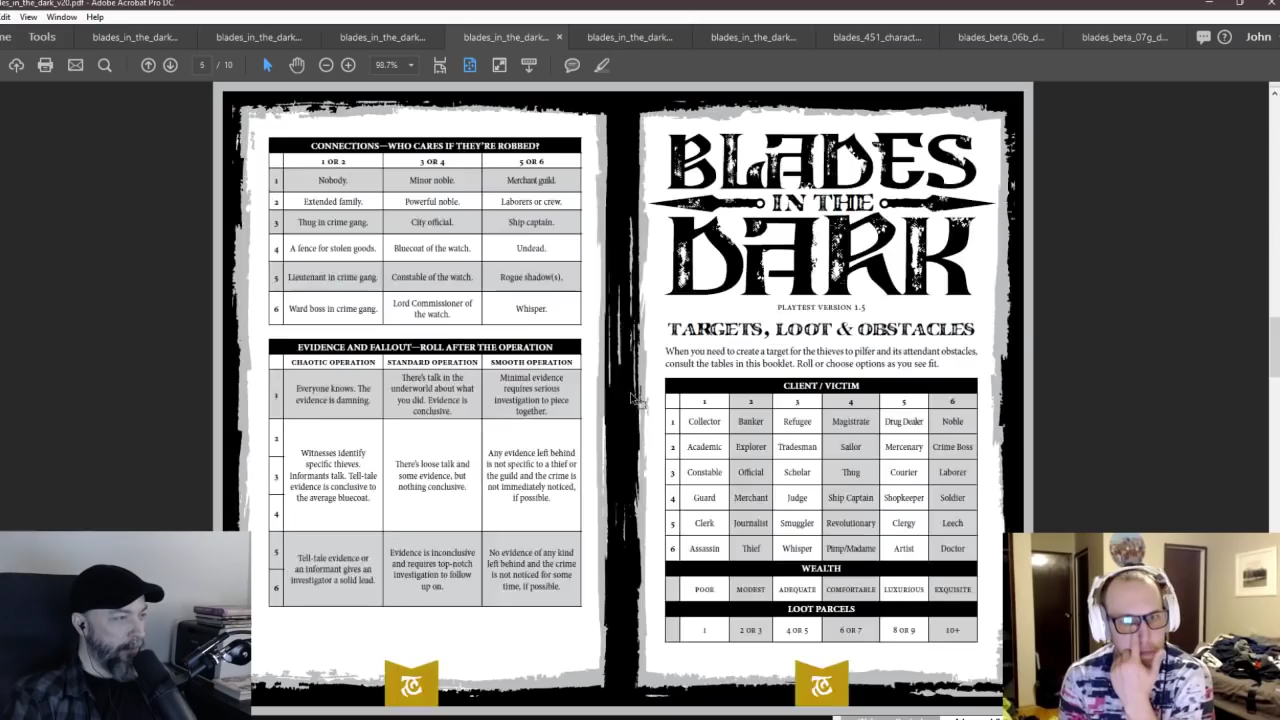 les_in_the_dark_v20.pdf - Adobe Acrobat Pro DC
dit View Window Help
me Tools blades_in_the_dark... blades_in_the_dark... blades_in_the_dark... blades_in_the_dark... × blades_in_the_dark... blades_in_the_dark... blades_451_charact... blades_beta_06b_d... blades_beta_07g_d... John
5 / 10 98.7%
CONNECTIONS—WHO CARES IF THEY'RE ROBBED?
1 OR 2 3 OR 4 5 OR 6
1 Nobody. Minor noble. Merchant guild.
2 Extended family. Powerful noble. Laborers or crew.
3 Thug in crime gang. City official. Ship captain.
4 A fence for stolen goods. Bluecoat of the watch. Undead.
5 Lieutenant in crime gang. Constable of the watch. Rogue shadow(s).
6 Ward boss in crime gang. Lord Commissioner of
the watch. Whisper.
EVIDENCE AND FALLOUT—ROLL AFTER THE OPERATION
CHAOTIC OPERATION STANDARD OPERATION SMOOTH OPERATION
1
Everyone knows. The
evidence is damning.
There's talk in the
underworld about what
you did. Evidence is
conclusive.
Minimal evidence
requires serious
investigation to piece
together.
2
3
4
Witnesses identify
specific thieves.
Informants talk. Tell-tale
evidence is conclusive to
the average bluecoat.
There's loose talk and
some evidence, but
nothing conclusive.
Any evidence left behind
is not specific to a thief or
the guild and the crime is
not immediately noticed,
if possible.
5
6
Tell-tale evidence or
an informant gives an
investigator a solid lead.
Evidence is inconclusive
and requires top-notch
investigation to follow
up on.
No evidence of any kind
left behind and the crime
is not noticed for some
time, if possible.
BLADES
IN THE
DARK
PLAYTEST VERSION 1.5
TARGETS, LOOT & OBSTACLES
When you need to create a target for the thieves to pilfer and its attendant obstacles,
consult the tables in this booklet. Roll or choose options as you see fit.
CLIENT / VICTIM
1 2 3 4 5 6
1 Collector Banker Refugee Magistrate Drug Dealer Noble
2 Academic Explorer Tradesman Sailor Mercenary Crime Boss
3 Constable Official Scholar Thug Courier Laborer
4 Guard Merchant Judge Ship Captain Shopkeeper Soldier
5 Clerk Journalist Smuggler Revolutionary Clergy Leech
6 Assassin Thief Whisper Pimp/Madame Artist Doctor
WEALTH
POOR MODEST ADEQUATE COMFORTABLE LUXURIOUS EXQUISITE
LOOT PARCELS
1 2 OR 3 4 OR 5 6 OR 7 8 OR 9 10+